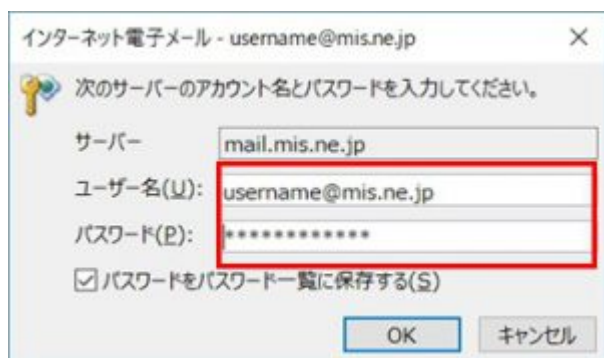 インターネット電子メール - username@mis.ne.jp
次のサーバーのアカウント名とパスワードを入力してください。
サーバー mail.mis.ne.jp
ユーザー名(U): username@mis.ne.jp
パスワード(P): ************
パスワードをパスワード一覧に保存する(S)
OK キャンセル